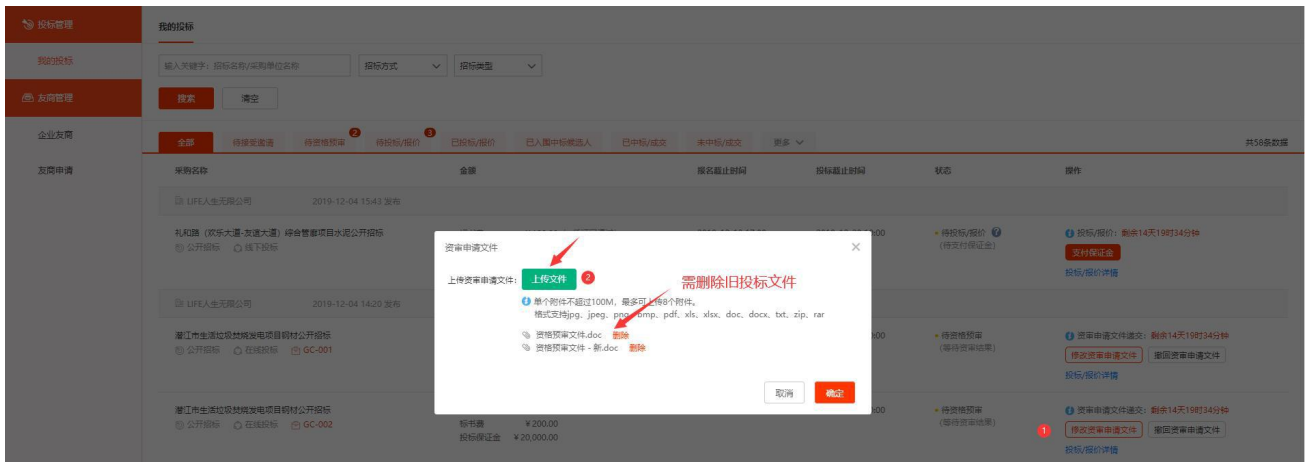 投标管理
我的投标
我的投标
输入关键字：招标名称/采购单位名称 招标方式 招标类型
友商管理
搜索 清空
企业友商
全部 待接受邀请 待资格预审 2 待投标/报价 3 已投标/报价 已入围中标候选人 已中标/成交 未中标/成交 更多 共58条数据
友商申请
采购名称 金额 报名截止时间 投标截止时间 状态 操作
LIFE人生无限公司 2019-12-04 15:43 发布
礼和路（欢乐大道-友谊大道）综合管廊项目水泥公开招标
公开招标 线下投标
待投标/报价
(待支付保证金)
投标/报价：剩余14天19时34分钟
支付保证金
投标/报价详情
资审申请文件
上传资审申请文件： 上传文件 2
需删除旧投标文件
单个附件不超过100M，最多可上传8个附件。
格式支持jpg、jpeg、png、bmp、pdf、xls、xlsx、doc、docx、txt、zip、rar
资格预审文件.doc 删除
资格预审文件 - 新.doc 删除
取消 确定
LIFE人生无限公司 2019-12-04 14:20 发布
潜江市生活垃圾焚烧发电项目钢材公开招标
公开招标 在线投标 GC-001
待资格预审
(等待资审结果)
资审申请文件递交：剩余14天19时34分钟
修改资审申请文件 撤回资审申请文件
投标/报价详情
潜江市生活垃圾焚烧发电项目钢材公开招标
公开招标 在线投标 GC-002
标书费 ￥200.00
投标保证金 ￥20,000.00
待资格预审
(等待资审结果)
资审申请文件递交：剩余14天19时34分钟
1 修改资审申请文件 撤回资审申请文件
投标/报价详情